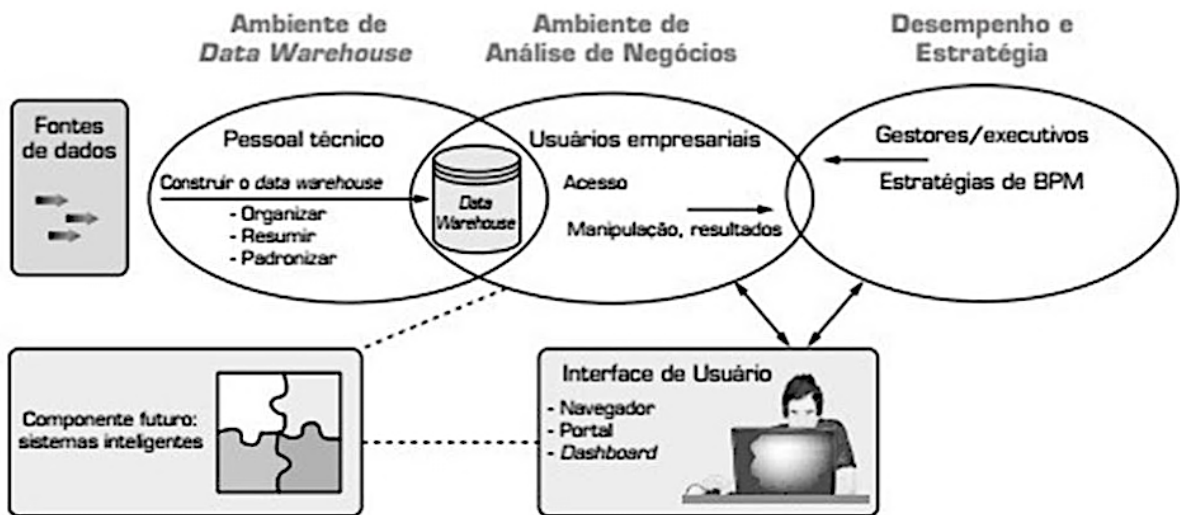 Ambiente de
Data Warehouse
Ambiente de
Análise de Negócios
Desempenho e
Estratégia
Fontes
de dados
Pessoal técnico
Construir o data warehouse
- Organizar
- Resumir
- Padronizar
Data
Warehouse
Usuários empresariais
Acesso
Manipulação, resultados
Gestores/executivos
Estratégias de BPM
Componente futuro:
sistemas inteligentes
Interface de Usuário
- Navegador
- Portal
- Dashboard